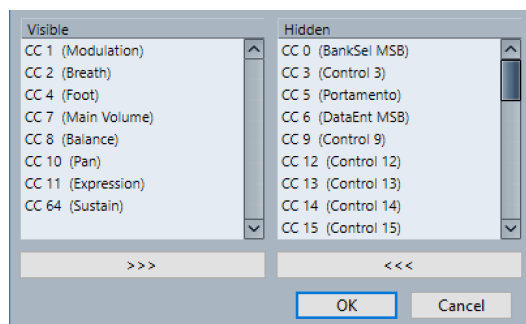 Visible
CC 1 (Modulation)
CC 2 (Breath)
CC 4 (Foot)
CC 7 (Main Volume)
CC 8 (Balance)
CC 10 (Pan)
CC 11 (Expression)
CC 64 (Sustain)
>>>
Hidden
CC 0 (BankSel MSB)
CC 3 (Control 3)
CC 5 (Portamento)
CC 6 (DataEnt MSB)
CC 9 (Control 9)
CC 12 (Control 12)
CC 13 (Control 13)
CC 14 (Control 14)
CC 15 (Control 15)
<<<
OK
Cancel